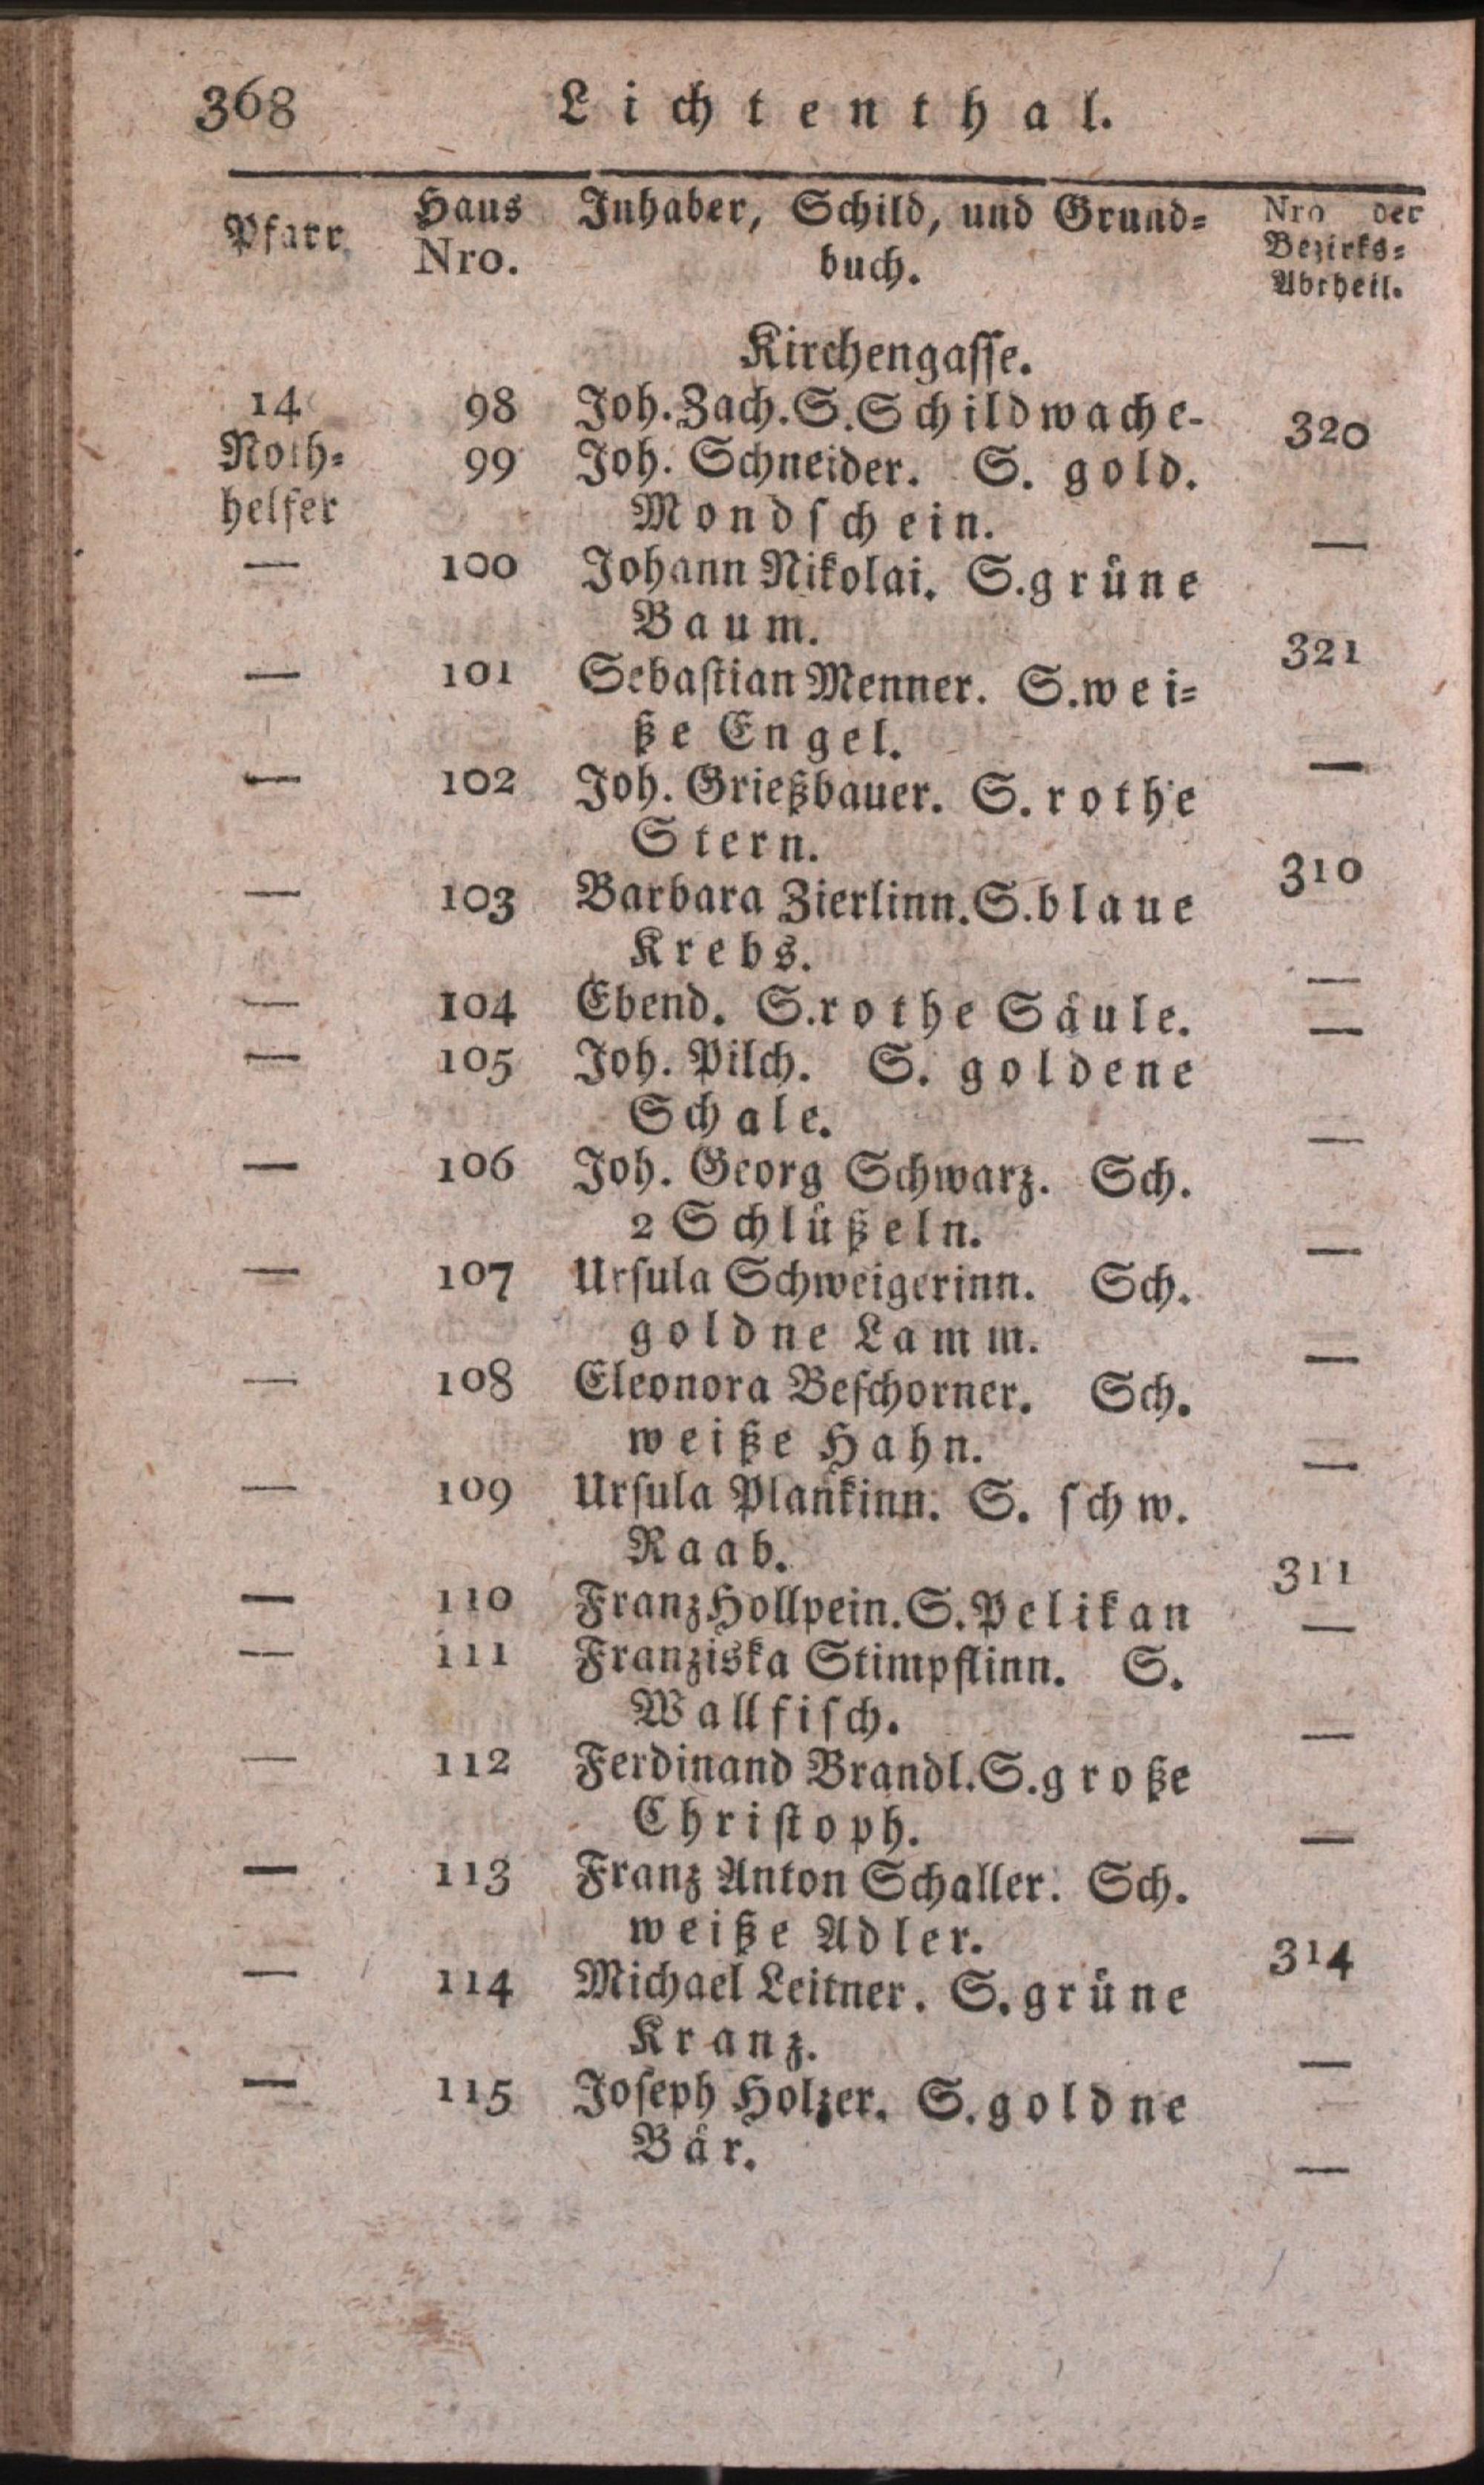 368 Lichtenthal.
Pfarr. Haus Nro. Inhaber, Schild, und Grund=
buch. Nro der
Bezirks=
Abtheil.
Kirchengasse.
14 98 Joh. Zach. S. Schildwache- 320
Noth= 99 Joh. Schneider. S. gold.
helfer Mondschein. —
— 100 Johann Nikolai. S. grüne
Baum. 321
— 101 Sebastian Menner. S. wei=
ße Engel. —
— 102 Joh. Grießbauer. S. rothe
Stern. 310
— 103 Barbara Zierlinn. S. blaue
Krebs. —
— 104 Ebend. S. rothe Säule. —
— 105 Joh. Pilch. S. goldene
Schale. —
— 106 Joh. Georg Schwarz. Sch.
2 Schlüßeln. —
— 107 Ursula Schweigerinn. Sch.
goldne Lamm. —
— 108 Eleonora Beschorner. Sch.
weiße Hahn. —
— 109 Ursula Plankinn. S. schw.
Raab. 311
— 110 Franz Hollpein. S. Pelikan —
— 111 Franziska Stimpflinn. S.
Wallfisch. —
— 112 Ferdinand Brandl. S. große
Christoph. —
— 113 Franz Anton Schaller. Sch.
weiße Adler. 314
— 114 Michael Leitner. S. grüne
Kranz. —
— 115 Joseph Holzer. S. goldne
Bär. —